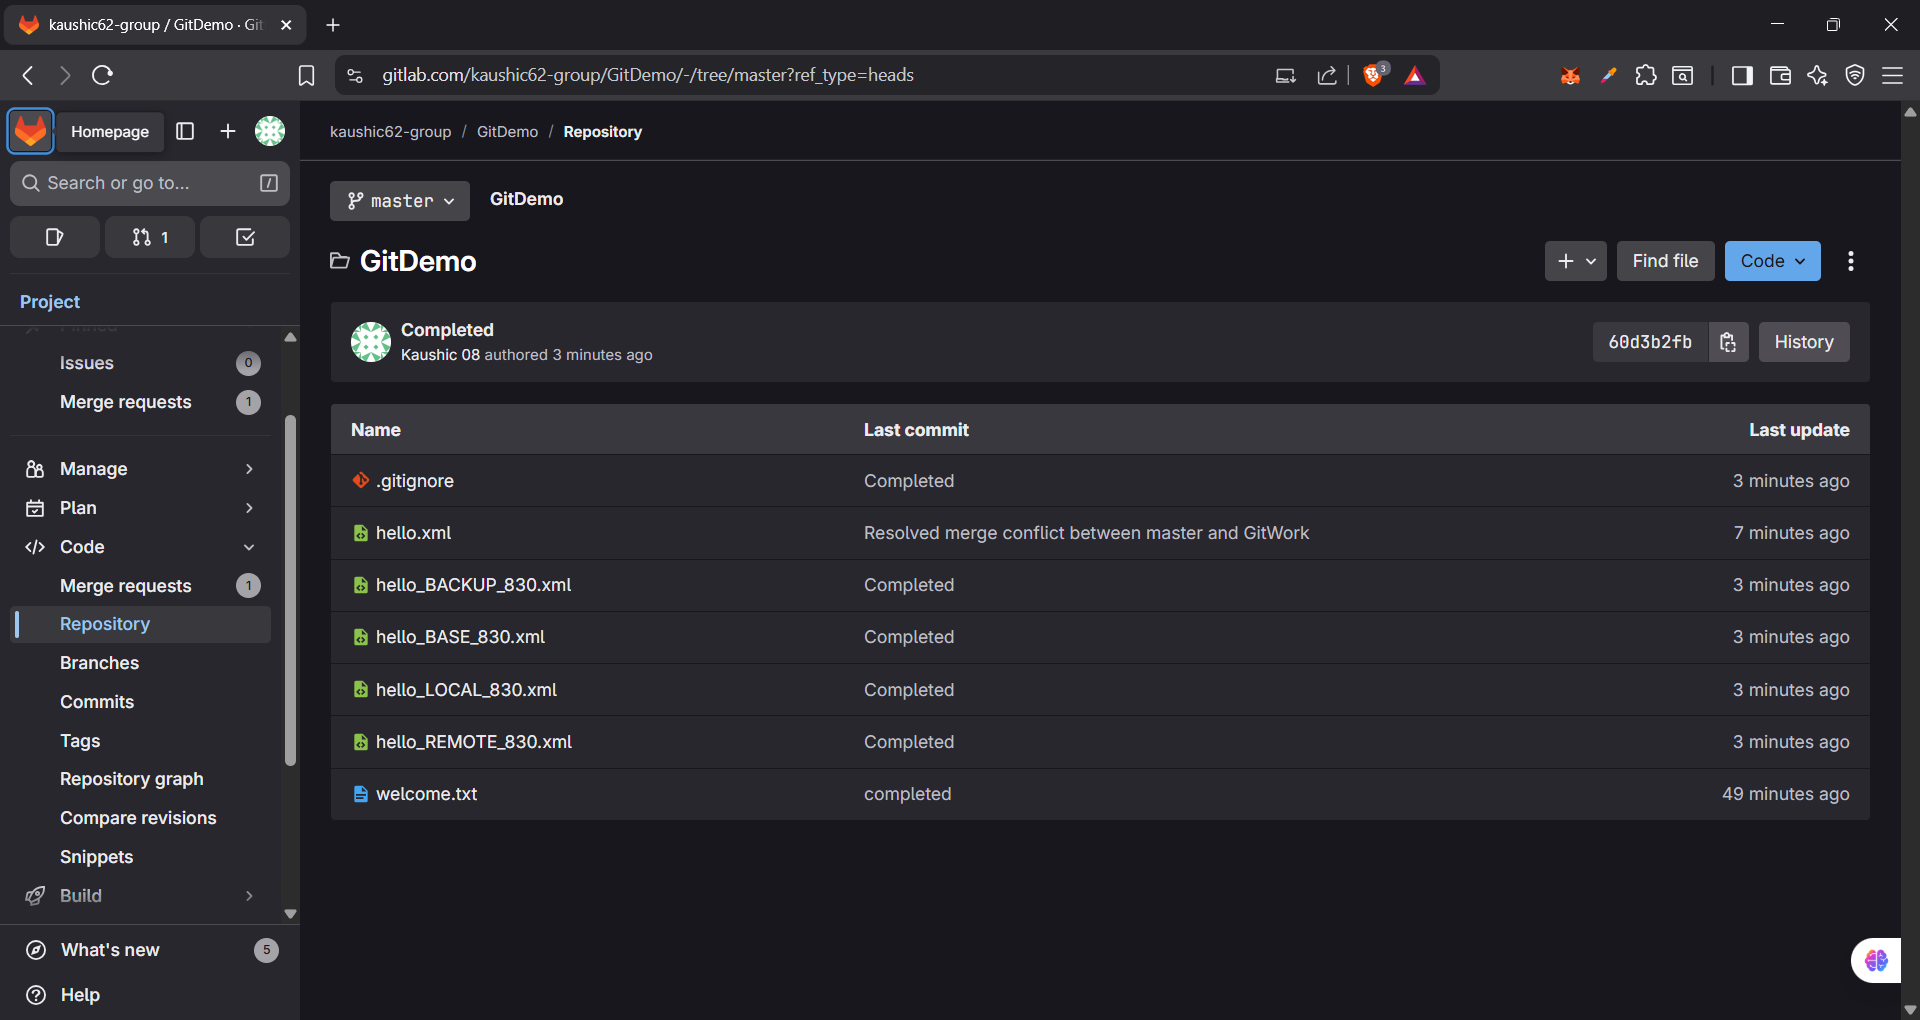 kaushic62-group / GitDemo · Git
gitlab.com/kaushic62-group/GitDemo/-/tree/master?ref_type=heads
3
Homepage
kaushic62-group / GitDemo / Repository
Search or go to...
/
master
GitDemo
1
GitDemo
Find file
Code
Project
Completed
Kaushic 08 authored 3 minutes ago
60d3b2fb
History
Issues 0
Merge requests 1
Manage
Plan
Code
Merge requests 1
Repository
Branches
Commits
Tags
Repository graph
Compare revisions
Snippets
Build
What's new 5
Help
Name Last commit Last update
.gitignore Completed 3 minutes ago
hello.xml Resolved merge conflict between master and GitWork 7 minutes ago
hello_BACKUP_830.xml Completed 3 minutes ago
hello_BASE_830.xml Completed 3 minutes ago
hello_LOCAL_830.xml Completed 3 minutes ago
hello_REMOTE_830.xml Completed 3 minutes ago
welcome.txt completed 49 minutes ago